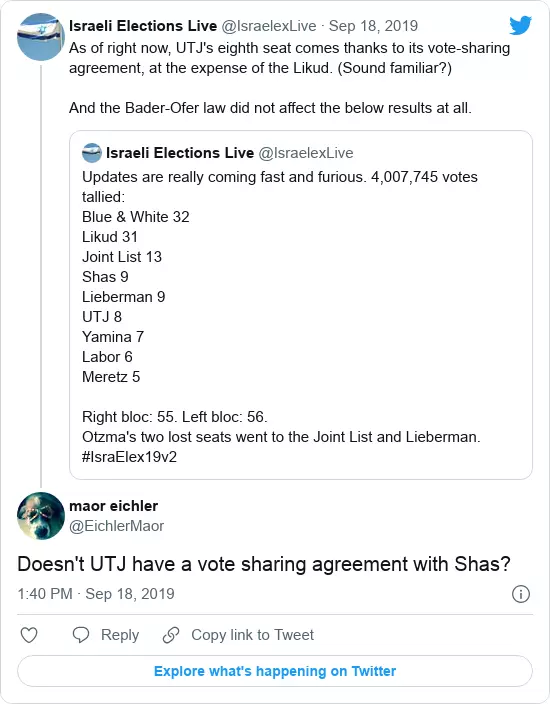 Israeli Elections Live @IsraelexLive · Sep 18, 2019
As of right now, UTJ's eighth seat comes thanks to its vote-sharing
agreement, at the expense of the Likud. (Sound familiar?)
And the Bader-Ofer law did not affect the below results at all.
Israeli Elections Live @IsraelexLive
Updates are really coming fast and furious. 4,007,745 votes
tallied:
Blue & White 32
Likud 31
Joint List 13
Shas 9
Lieberman 9
UTJ 8
Yamina 7
Labor 6
Meretz 5
Right bloc: 55. Left bloc: 56.
Otzma's two lost seats went to the Joint List and Lieberman.
#IsraElex19v2
maor eichler
@EichlerMaor
Doesn't UTJ have a vote sharing agreement with Shas?
1:40 PM · Sep 18, 2019
Reply Copy link to Tweet
Explore what's happening on Twitter